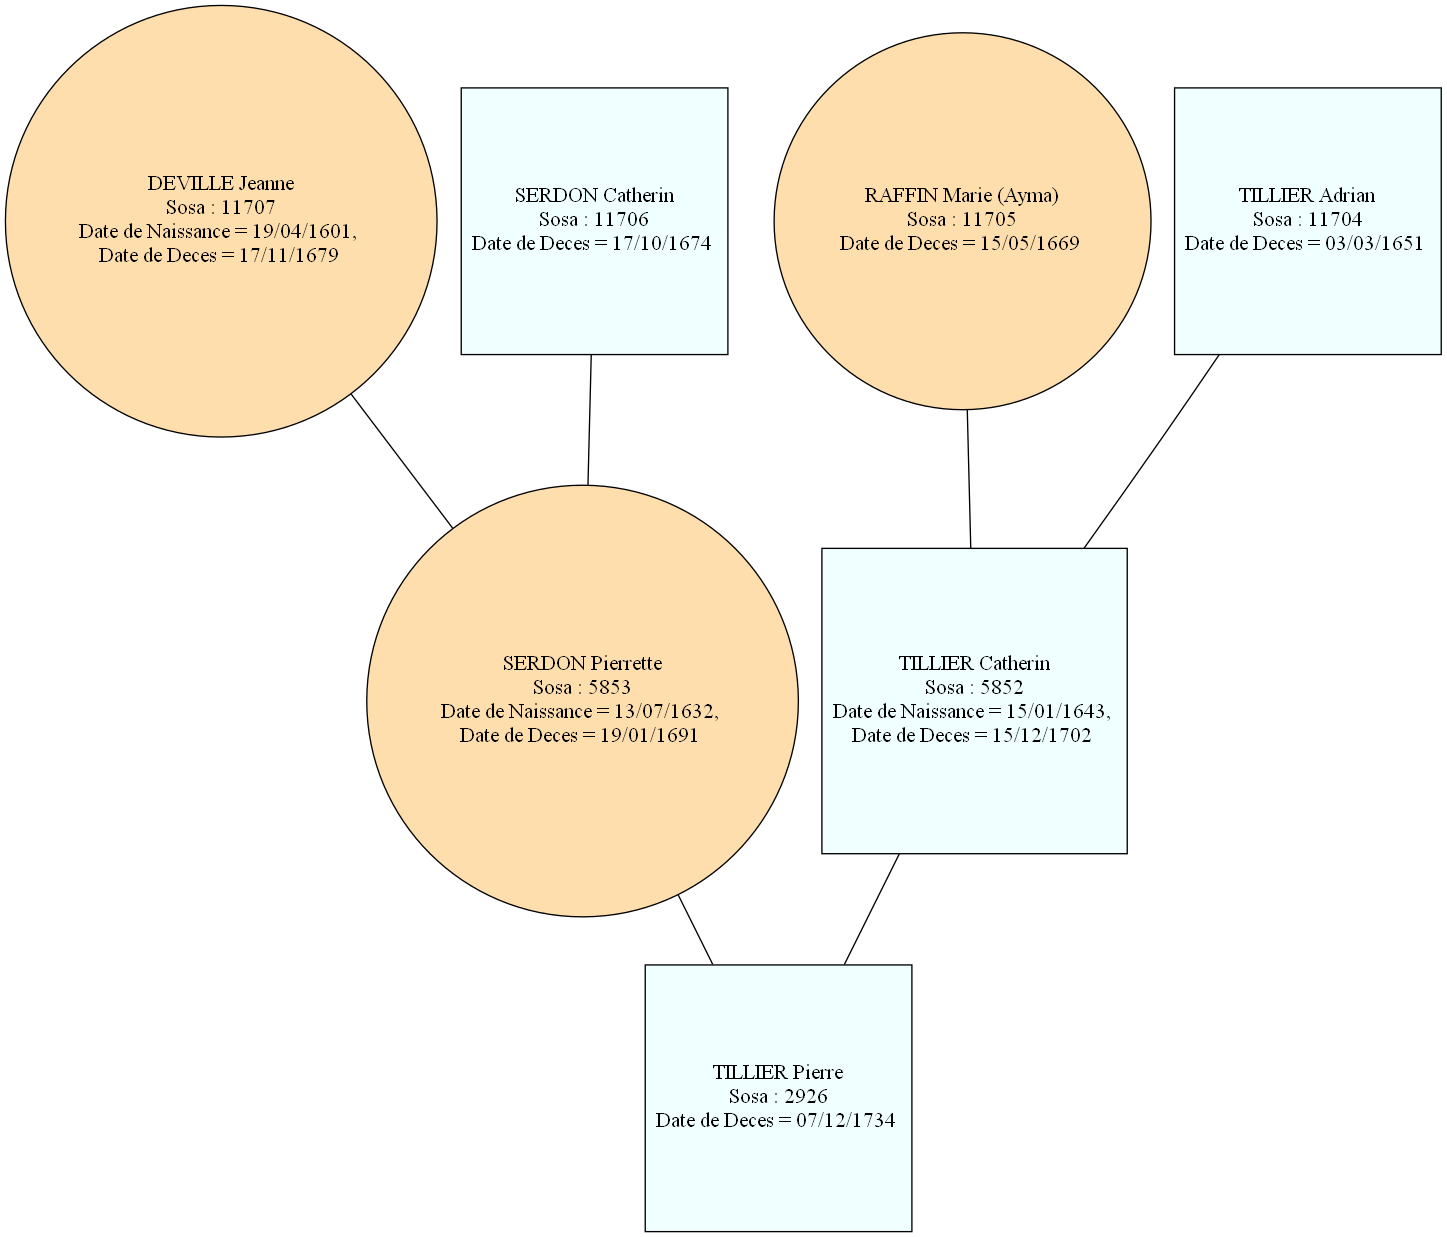 DEVILLE Jeanne
Sosa : 11707
Date de Naissance = 19/04/1601,
Date de Deces = 17/11/1679
SERDON Catherin
Sosa : 11706
Date de Deces = 17/10/1674
RAFFIN Marie (Ayma)
Sosa : 11705
Date de Deces = 15/05/1669
TILLIER Adrian
Sosa : 11704
Date de Deces = 03/03/1651
SERDON Pierrette
Sosa : 5853
Date de Naissance = 13/07/1632,
Date de Deces = 19/01/1691
TILLIER Catherin
Sosa : 5852
Date de Naissance = 15/01/1643,
Date de Deces = 15/12/1702
TILLIER Pierre
Sosa : 2926
Date de Deces = 07/12/1734